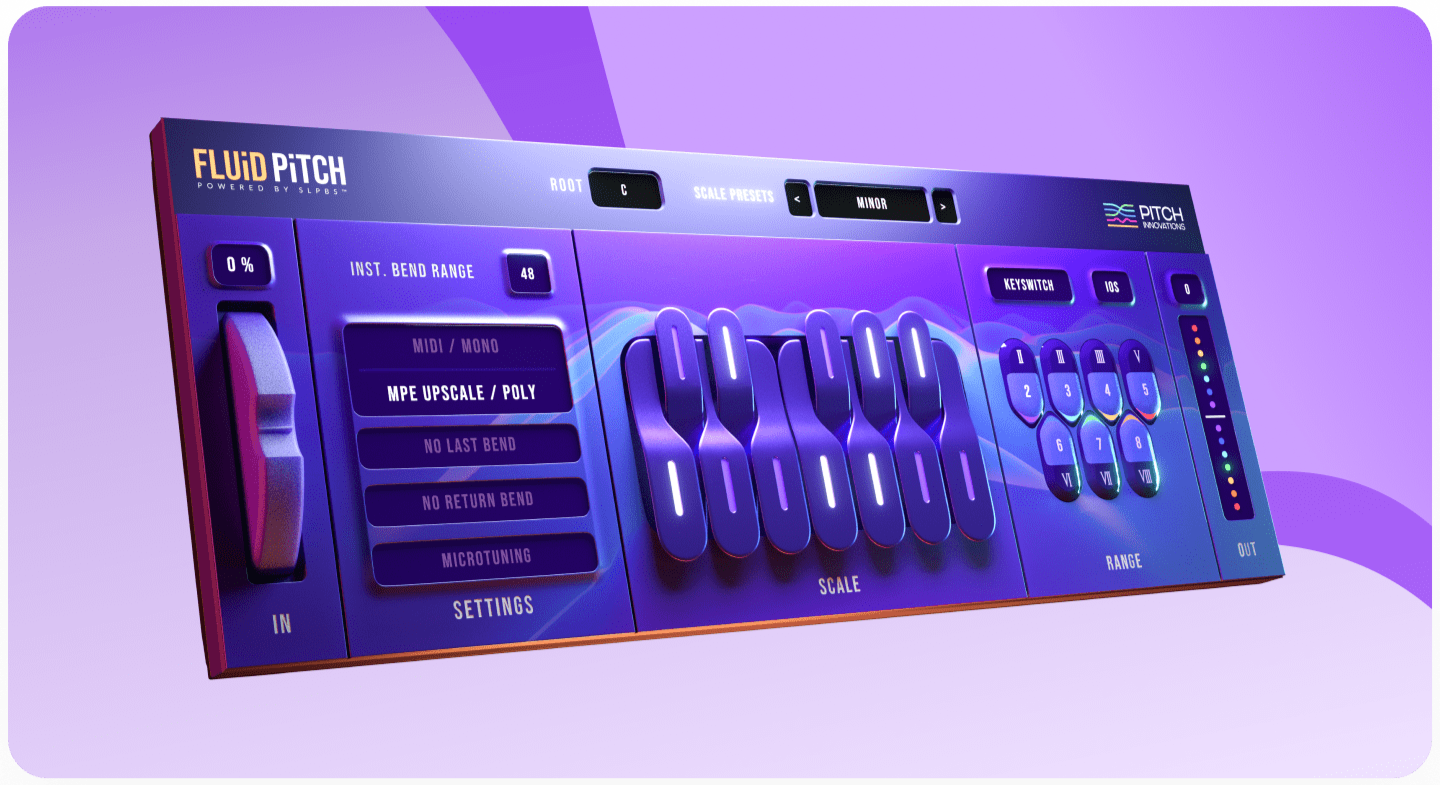 FLUiD PiTCH
POWERED BY SLPBS™
ROOT
C
SCALE PRESETS
<
MINOR
>
PITCH
INNOVATIONS
0 %
IN
INST. BEND RANGE
48
MIDI / MONO
MPE UPSCALE / POLY
NO LAST BEND
NO RETURN BEND
MICROTUNING
SETTINGS
SCALE
KEYSWITCH
IOS
II
III
IIII
V
2
3
4
5
6
7
8
VI
VII
VIII
RANGE
0
OUT